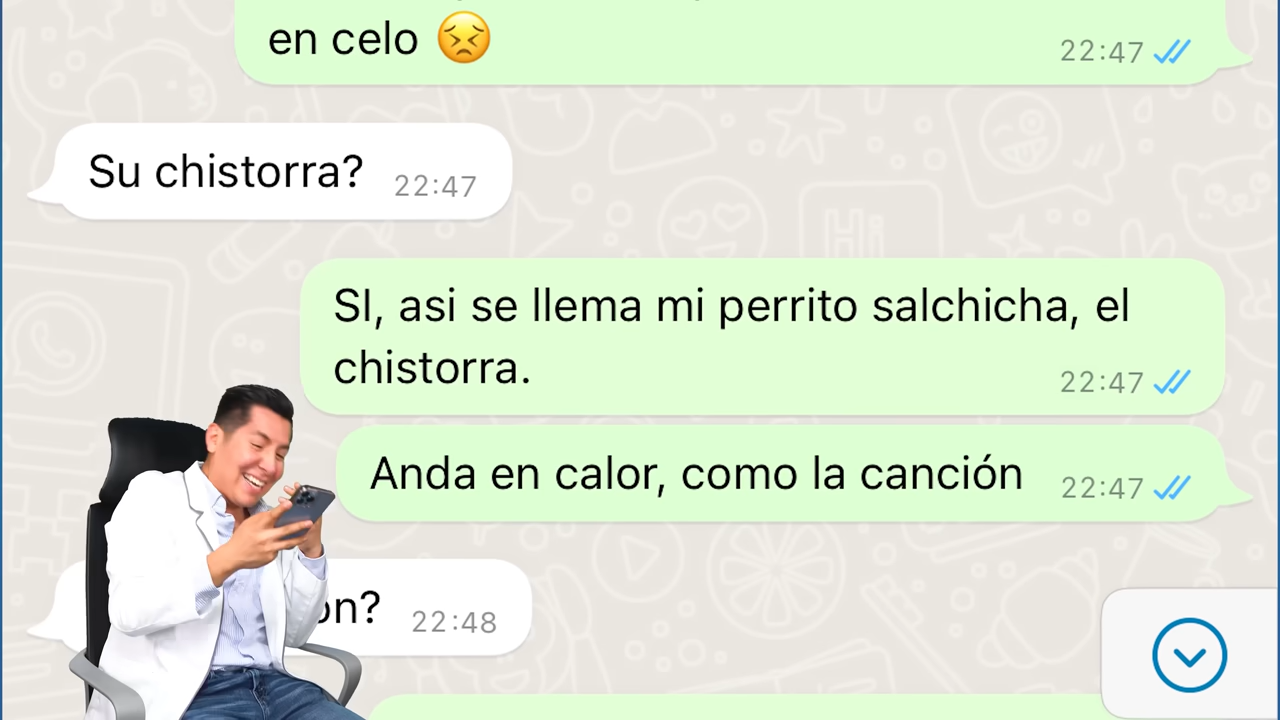 en celo 😣
22:47
Su chistorra? 22:47
SI, asi se llema mi perrito salchicha, el
chistorra.
22:47
Anda en calor, como la canción 22:47
22:48